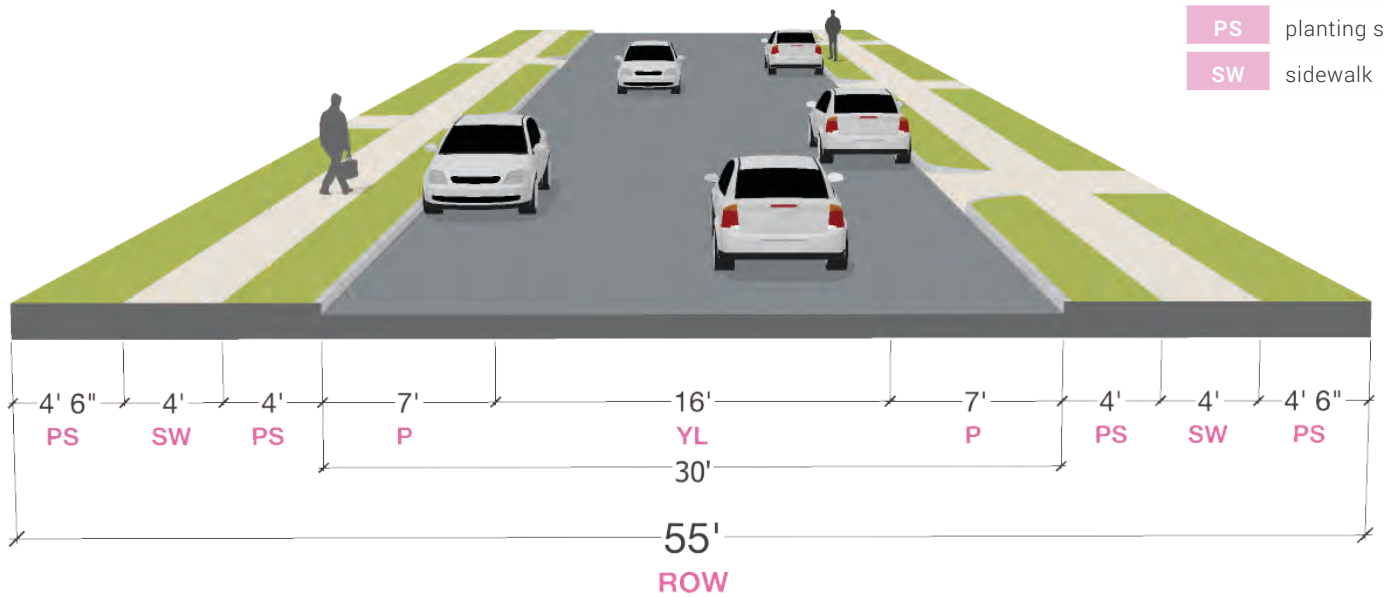 PS planting s
SW sidewalk
4' 6" 4' 4' 7' 16' 7' 4' 4' 4' 6"
PS SW PS P YL P PS SW PS
30'
55'
ROW